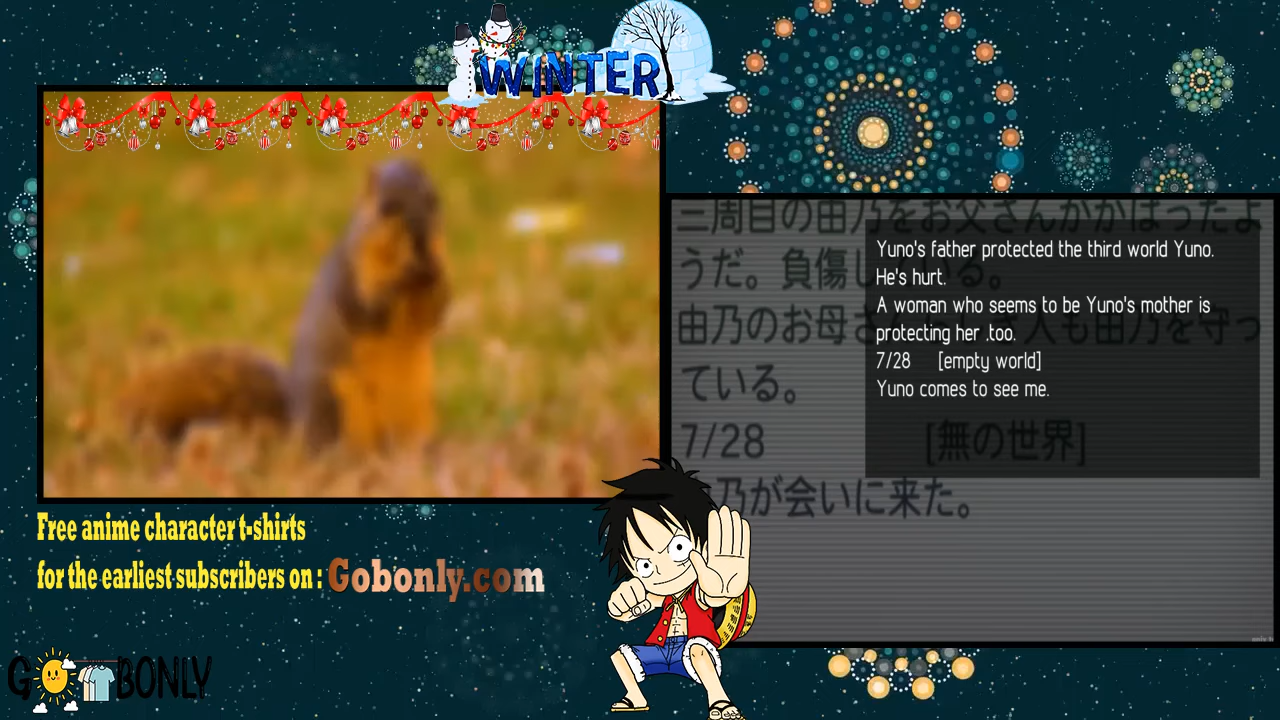 WINTER
三周目の由乃をお父さんがかばったよ
うだ。負傷し
る。
由乃のお母さ
人も由乃を守っ
ている。
7/28 [無の世界]
乃が会いに来た。
Yuno's father protected the third world Yuno.
He's hurt.
A woman who seems to be Yuno's mother is
protecting her .too.
7/28 [empty world]
Yuno comes to see me.
Free anime character t-shirts
for the earliest subscribers on : Gobonly.com
GOBONLY